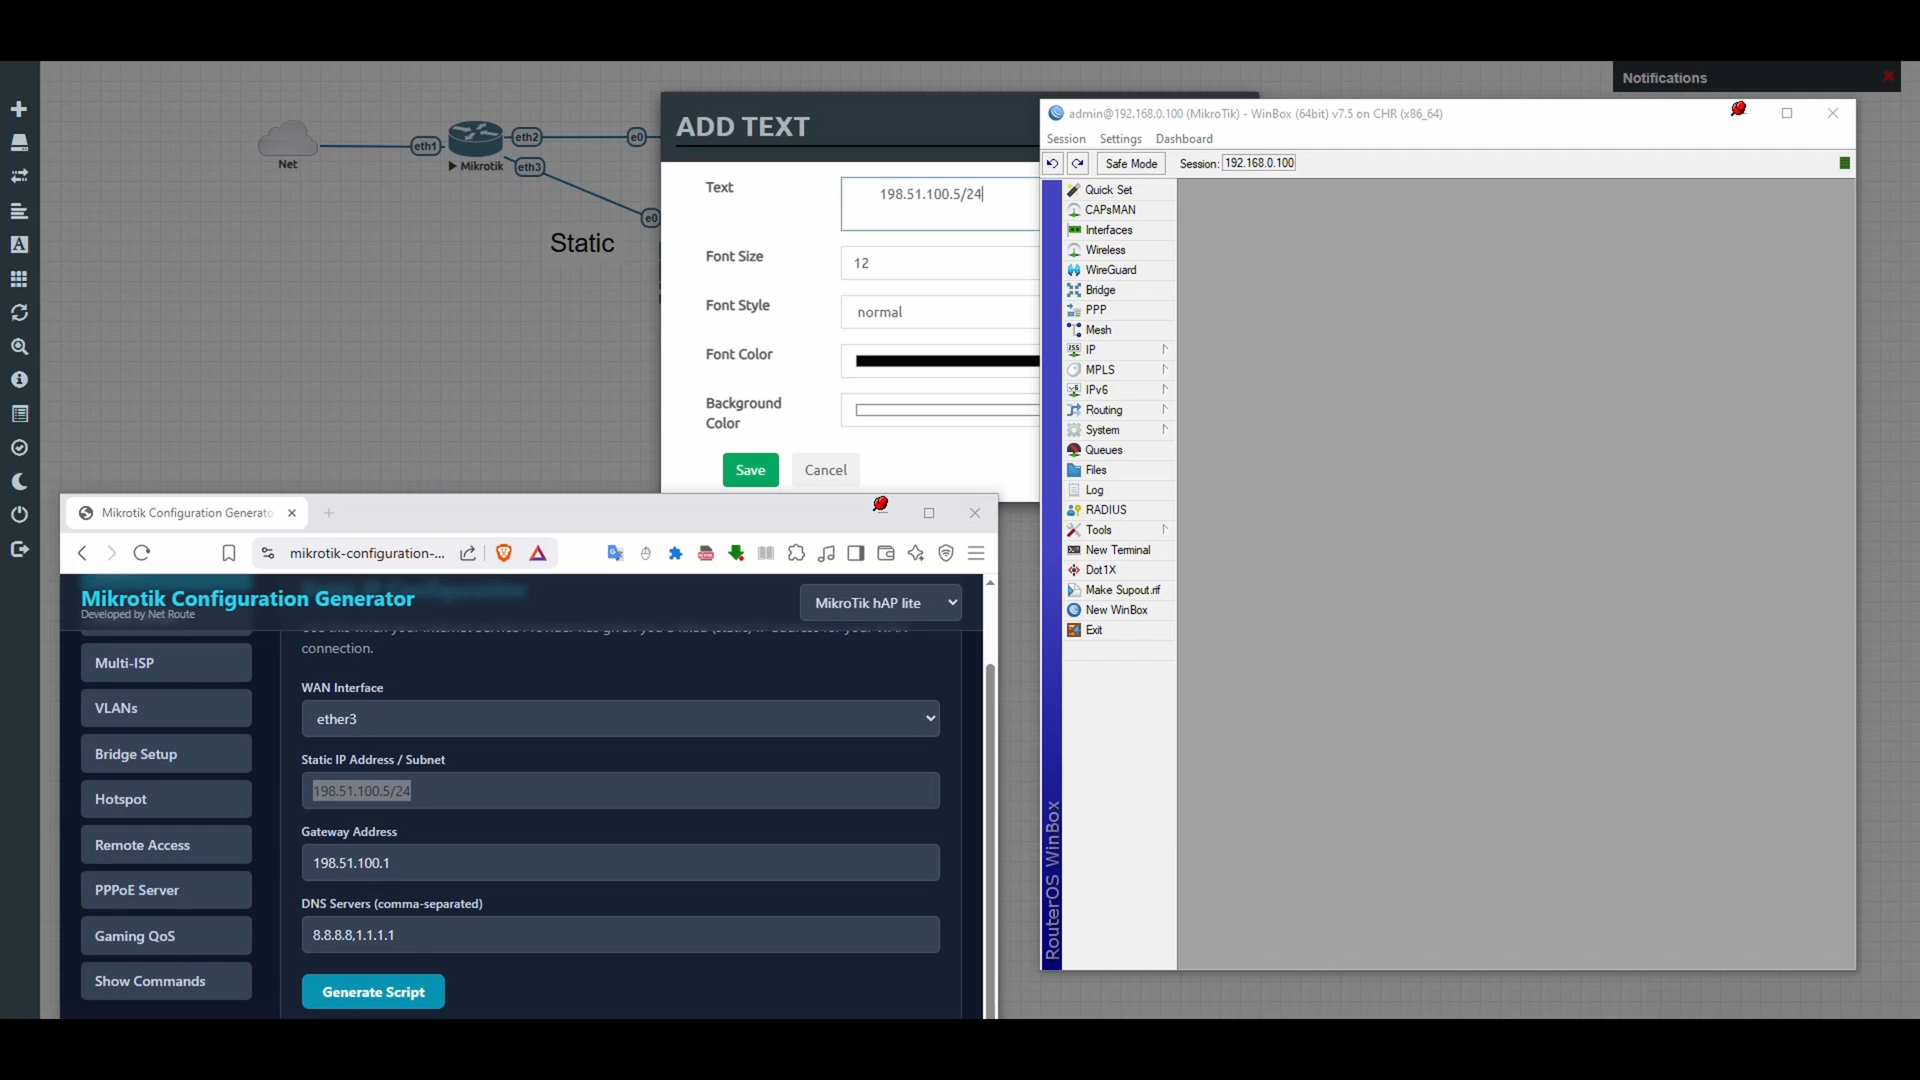 Notifications
Net
eth1
Mikrotik
eth2
eth3
e0
e0
Static
ADD TEXT
Text
198.51.100.5/24
Font Size
12
Font Style
normal
Font Color
Background
Color
Save
Cancel
admin@192.168.0.100 (MikroTik) - WinBox (64bit) v7.5 on CHR (x86_64)
Session Settings Dashboard
Safe Mode Session: 192.168.0.100
Quick Set
CAPsMAN
Interfaces
Wireless
WireGuard
Bridge
PPP
Mesh
IP
MPLS
IPv6
Routing
System
Queues
Files
Log
RADIUS
Tools
New Terminal
Dot1X
Make Supout.rif
New WinBox
Exit
RouterOS WinBox
Mikrotik Configuration Generato
mikrotik-configuration-...
Mikrotik Configuration Generator
Developed by Net Route
MikroTik hAP lite
Multi-ISP
VLANs
Bridge Setup
Hotspot
Remote Access
PPPoE Server
Gaming QoS
Show Commands
connection.
WAN Interface
ether3
Static IP Address / Subnet
198.51.100.5/24
Gateway Address
198.51.100.1
DNS Servers (comma-separated)
8.8.8.8,1.1.1.1
Generate Script